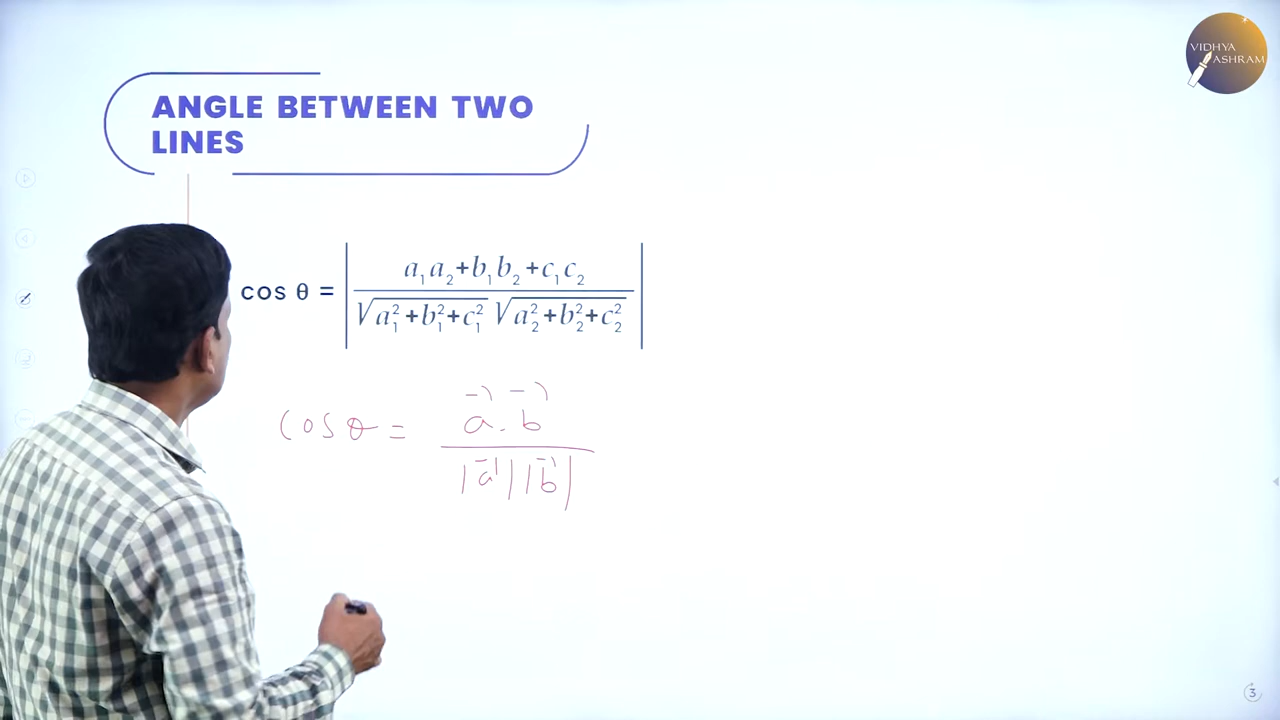 VIDHYA
ASHRAM
ANGLE BETWEEN TWO
LINES
cos θ = | (a₁a₂+b₁b₂+c₁c₂) / (√(a₁²+b₁²+c₁²) √(a₂²+b₂²+c₂²)) |
cos θ = (a⃗ . b⃗) / (|a⃗| |b⃗|)
3